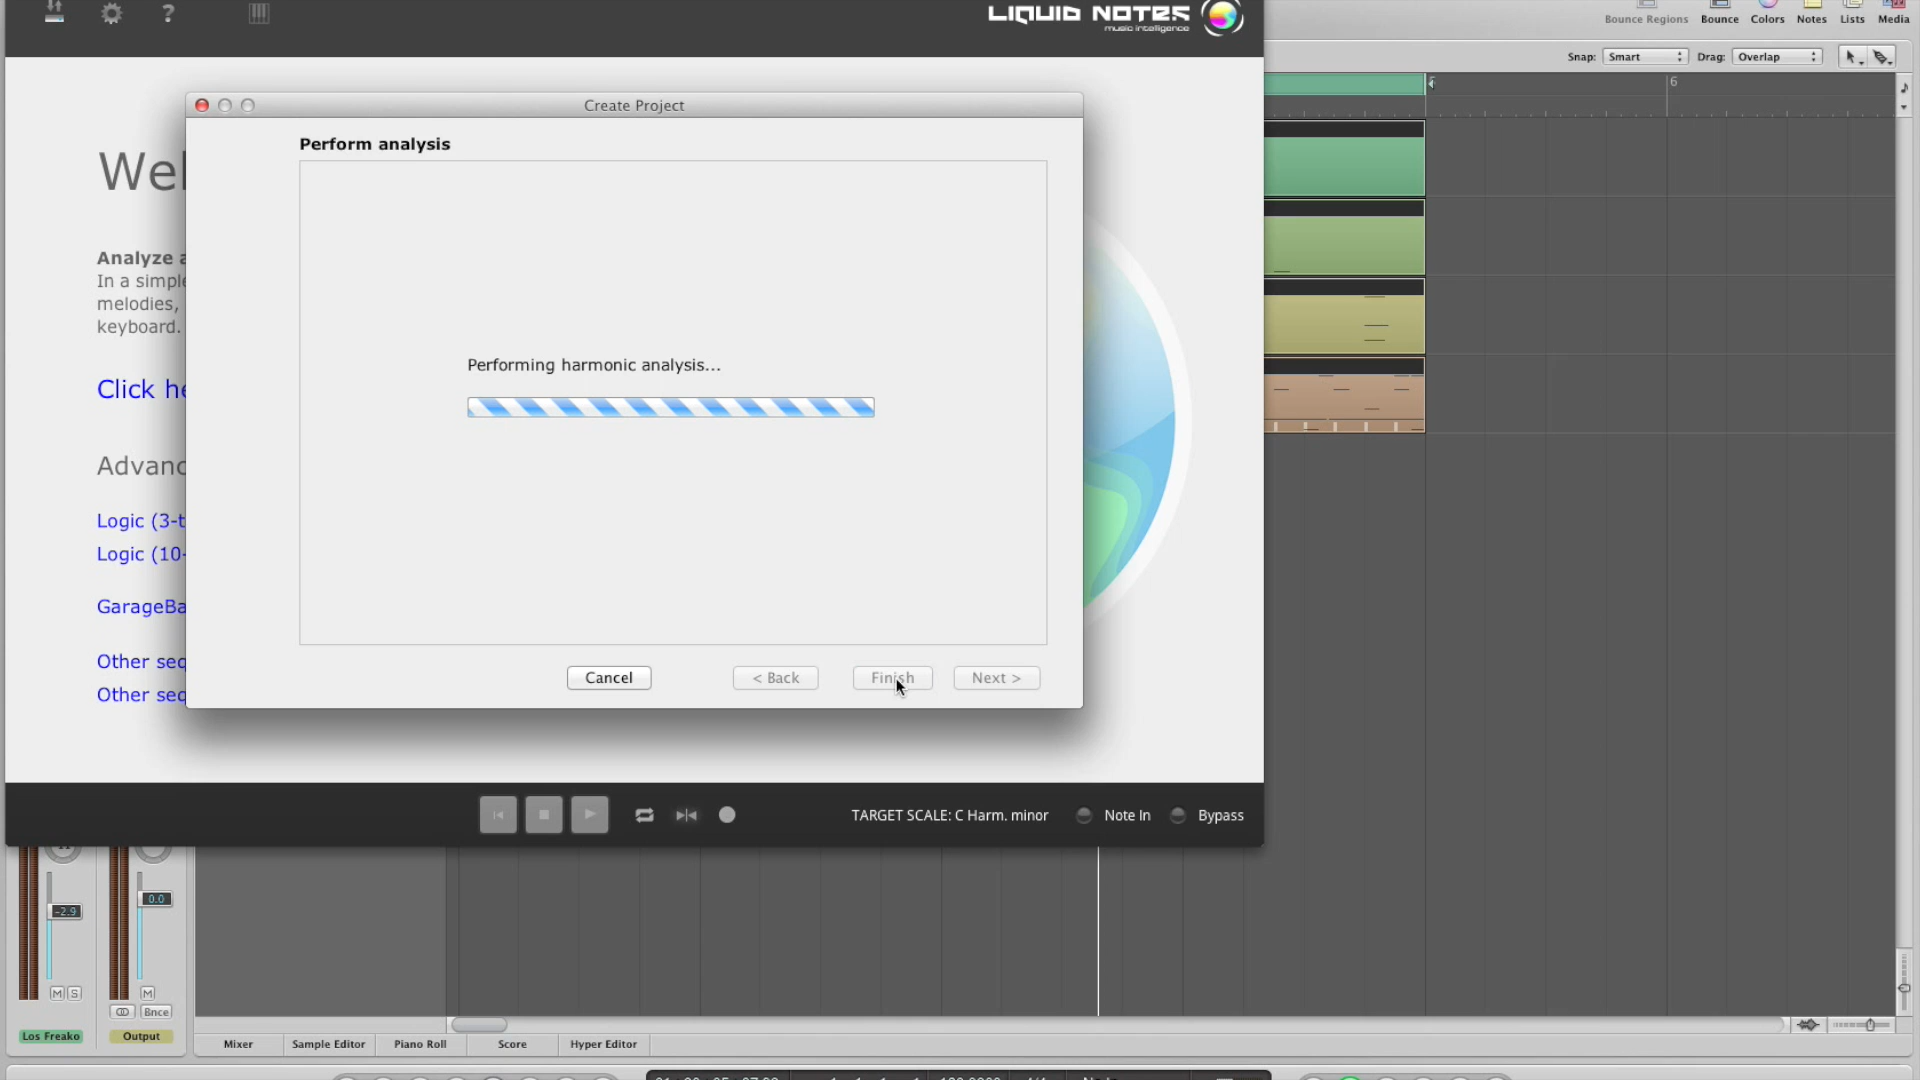 LIQUID NOTES
music intelligence
Bounce Regions
Bounce
Colors
Notes
Lists
Media
Snap:
Smart
Drag:
Overlap
6
Create Project
Perform analysis
Performing harmonic analysis...
Cancel
< Back
Finish
Next >
Wel
Analyze a
In a simple
melodies,
keyboard.
Click he
Advanc
Logic (3-t
Logic (10-
GarageBa
Other seq
Other seq
TARGET SCALE: C Harm. minor
Note In
Bypass
-2.9
0.0
M
S
M
Bnce
Los Freako
Output
Mixer
Sample Editor
Piano Roll
Score
Hyper Editor